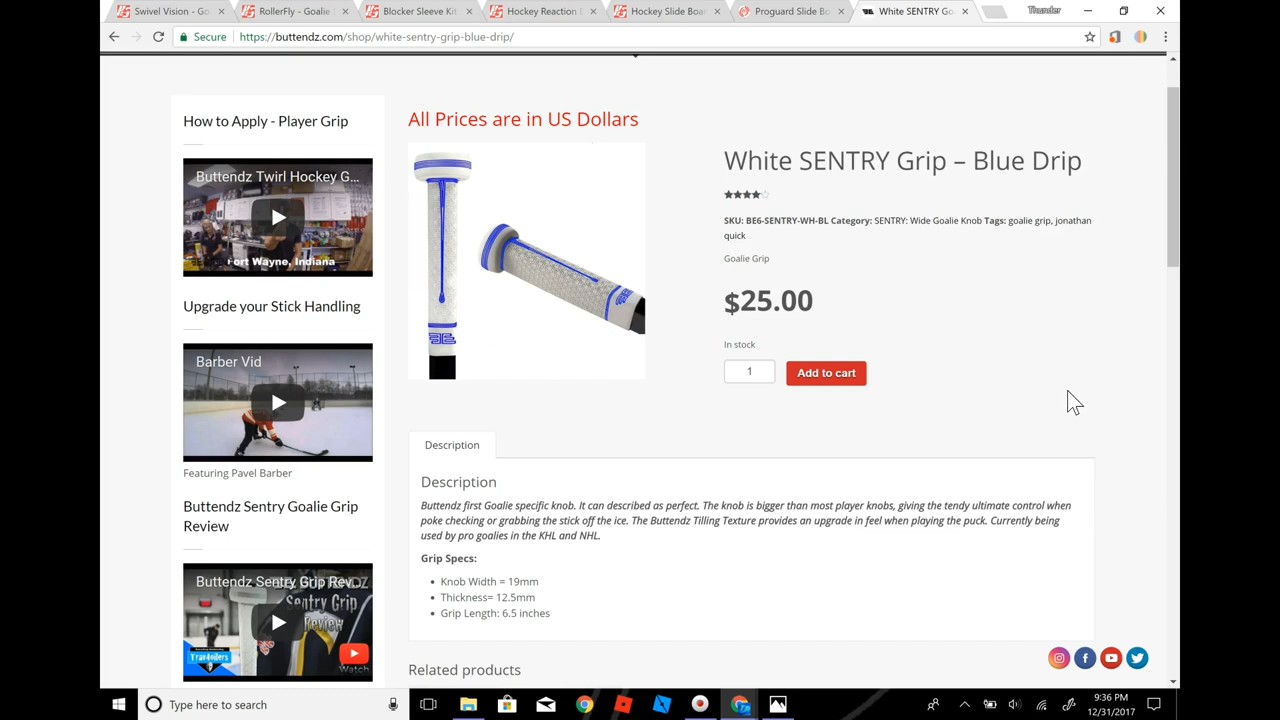 Swivel Vision - Go
RollerFly - Goalie S
Blocker Sleeve Kit
Hockey Reaction
Hockey Slide Boa
Proguard Slide Bo
White SENTRY Go
Thunder
Secure
https://buttendz.com/shop/white-sentry-grip-blue-drip/
How to Apply - Player Grip
Buttendz Twirl Hockey G...
Fort Wayne, Indiana
Upgrade your Stick Handling
Barber Vid
Featuring Pavel Barber
Buttendz Sentry Goalie Grip
Review
Buttendz Sentry Grip Rev...
Sentry Grip
Review
Trav4oilers
Watch
All Prices are in US Dollars
White SENTRY Grip – Blue Drip
SKU: BE6-SENTRY-WH-BL Category: SENTRY: Wide Goalie Knob Tags: goalie grip, jonathan
quick
Goalie Grip
$25.00
In stock
1
Add to cart
Description
Description
Buttendz first Goalie specific knob. It can described as perfect. The knob is bigger than most player knobs, giving the tendy ultimate control when
poke checking or grabbing the stick off the ice. The Buttendz Tilling Texture provides an upgrade in feel when playing the puck. Currently being
used by pro goalies in the KHL and NHL.
Grip Specs:
Knob Width = 19mm
Thickness= 12.5mm
Grip Length: 6.5 inches
Related products
Type here to search
9:36 PM
12/31/2017